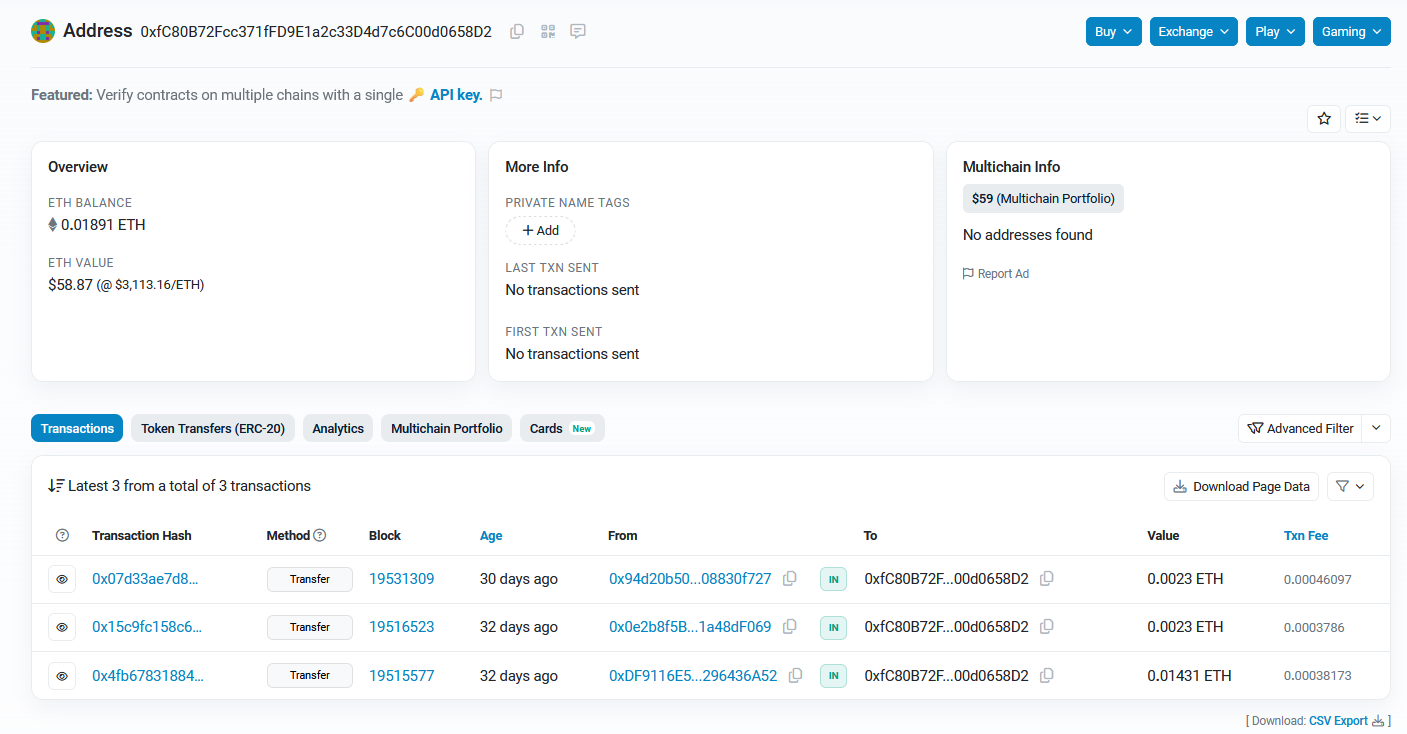 Address 0xfC80B72Fcc371fFD9E1a2c33D4d7c6C00d0658D2 Buy Exchange Play Gaming
Featured: Verify contracts on multiple chains with a single 🔑 API key.
Overview
ETH BALANCE
0.01891 ETH
ETH VALUE
$58.87 (@ $3,113.16/ETH)
More Info
PRIVATE NAME TAGS
+ Add
LAST TXN SENT
No transactions sent
FIRST TXN SENT
No transactions sent
Multichain Info
$59 (Multichain Portfolio)
No addresses found
Report Ad
Transactions Token Transfers (ERC-20) Analytics Multichain Portfolio Cards New Advanced Filter
Latest 3 from a total of 3 transactions Download Page Data
Transaction Hash Method Block Age From To Value Txn Fee
0x07d33ae7d8... Transfer 19531309 30 days ago 0x94d20b50...08830f727 IN 0xfC80B72F...00d0658D2 0.0023 ETH 0.00046097
0x15c9fc158c6... Transfer 19516523 32 days ago 0x0e2b8f5B...1a48dF069 IN 0xfC80B72F...00d0658D2 0.0023 ETH 0.0003786
0x4fb67831884... Transfer 19515577 32 days ago 0xDF9116E5...296436A52 IN 0xfC80B72F...00d0658D2 0.01431 ETH 0.00038173
[ Download: CSV Export ]